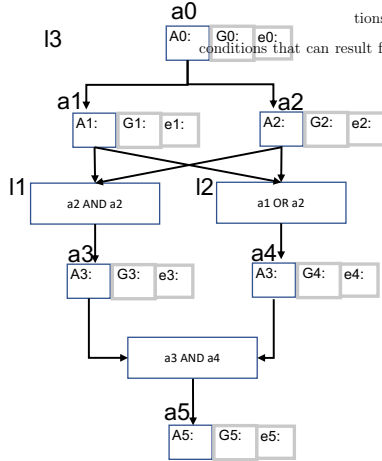 a0
tions
l3
A0: G0: e0:
conditions that can result f
a1
a2
A1: G1: e1:
A2: G2: e2:
l1
l2
a2 AND a2
a1 OR a2
a3
a4
A3: G3: e3:
A3: G4: e4:
a3 AND a4
a5
A5: G5: e5: